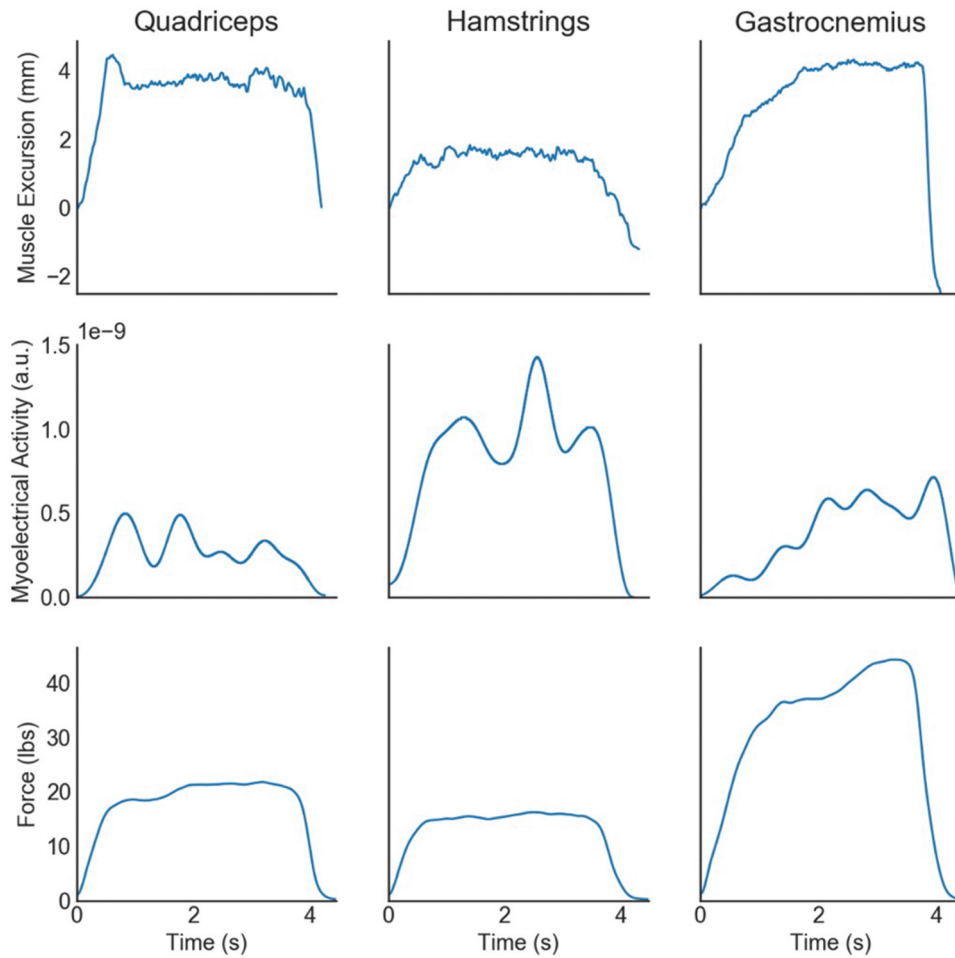 Quadriceps Hamstrings Gastrocnemius
Muscle Excursion (mm)
4
2
0
−2
1e−9
Myoelectrical Activity (a.u.)
1.5
1.0
0.5
0.0
Force (lbs)
40
30
20
10
0
0 2 4 0 2 4 0 2 4
Time (s) Time (s) Time (s)